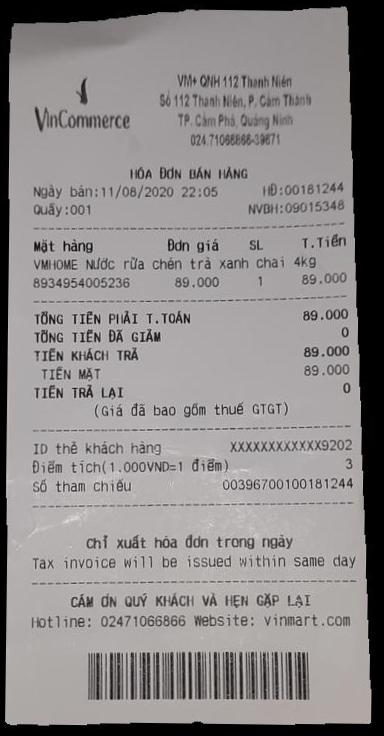 VinCommerce
VM+ QNH 112 Thanh Niên
Số 112 Thanh Niên, P. Cẩm Thành
TP. Cẩm Phả, Quảng Ninh
024.71066866-39671
HÓA ĐƠN BÁN HÀNG
Ngày bán:11/08/2020 22:05 HĐ:00181244
Quầy:001 NVBH:09015348
Mặt hàng Đơn giá SL T.Tiền
VMHOME Nước rửa chén trà xanh chai 4kg
8934954005236 89.000 1 89.000
TỔNG TIỀN PHẢI T.TOÁN 89.000
TỔNG TIỀN ĐÃ GIẢM 0
TIỀN KHÁCH TRẢ 89.000
TIỀN MẶT 89.000
TIỀN TRẢ LẠI 0
(Giá đã bao gồm thuế GTGT)
ID thẻ khách hàng XXXXXXXXXXXX9202
Điểm tích(1.000VND=1 điểm) 3
Số tham chiếu 00396700100181244
Chỉ xuất hóa đơn trong ngày
Tax invoice will be issued within same day
CẢM ƠN QUÝ KHÁCH VÀ HẸN GẶP LẠI
Hotline: 02471066866 Website: vinmart.com